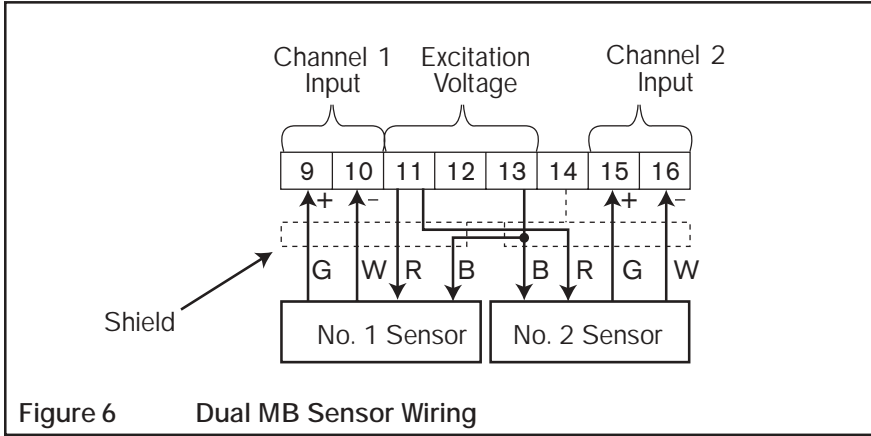 Channel 1
Input
Excitation
Voltage
Channel 2
Input
9 10 11 12 13 14 15 16
+ − + −
G W R B B R G W
Shield
No. 1 Sensor No. 2 Sensor
Figure 6 Dual MB Sensor Wiring